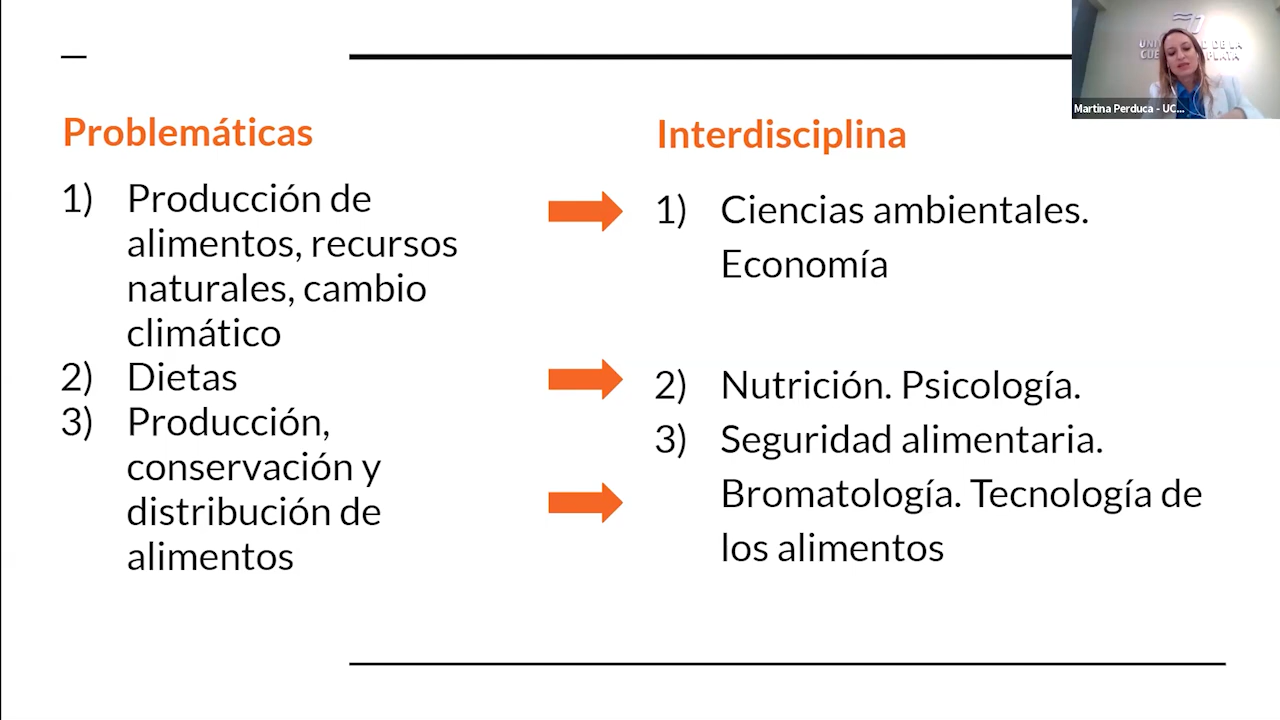 Problemáticas
1) Producción de
alimentos, recursos
naturales, cambio
climático
2) Dietas
3) Producción,
conservación y
distribución de
alimentos
Interdisciplina
1) Ciencias ambientales.
Economía
2) Nutrición. Psicología.
3) Seguridad alimentaria.
Bromatología. Tecnología de
los alimentos
Martina Perduca - UC...